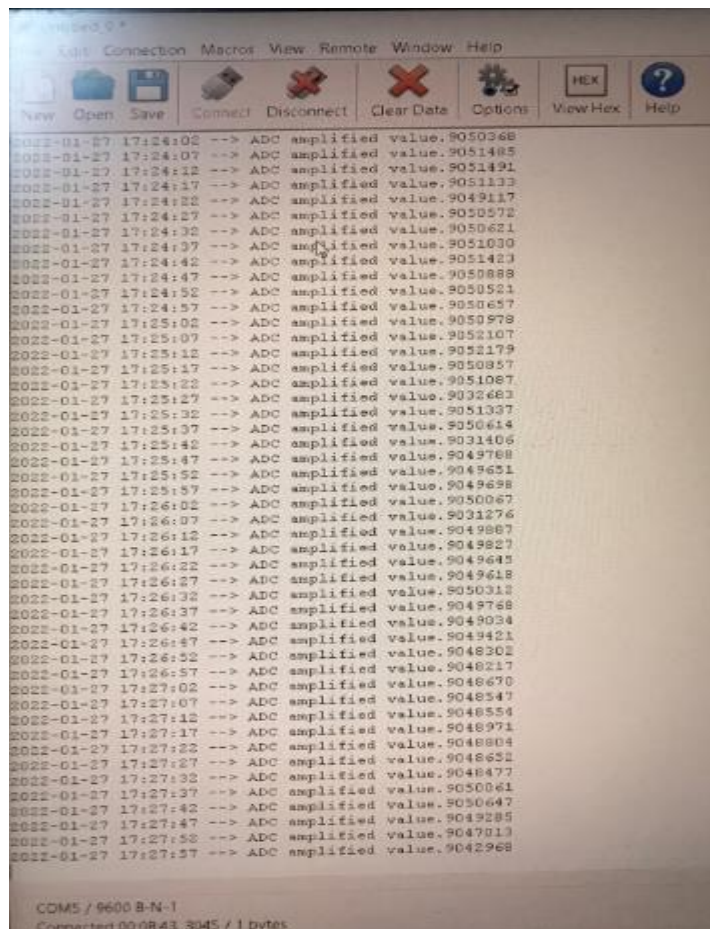 Untitled_0 *
Edit Connection Macros View Remote Window Help
New Open Save Connect Disconnect Clear Data Options View Hex Help
HEX
2022-01-27 17:24:02 --> ADC amplified value.9050368
2022-01-27 17:24:07 --> ADC amplified value.9051485
2022-01-27 17:24:12 --> ADC amplified value.9051491
2022-01-27 17:24:17 --> ADC amplified value.9051133
2022-01-27 17:24:22 --> ADC amplified value.9049117
2022-01-27 17:24:27 --> ADC amplified value.9050572
2022-01-27 17:24:32 --> ADC amplified value.9050621
2022-01-27 17:24:37 --> ADC amplified value.9051030
2022-01-27 17:24:42 --> ADC amplified value.9051423
2022-01-27 17:24:47 --> ADC amplified value.9050888
2022-01-27 17:24:52 --> ADC amplified value.9050521
2022-01-27 17:24:57 --> ADC amplified value.9050657
2022-01-27 17:25:02 --> ADC amplified value.9050978
2022-01-27 17:25:07 --> ADC amplified value.9052107
2022-01-27 17:25:12 --> ADC amplified value.9052179
2022-01-27 17:25:17 --> ADC amplified value.9050857
2022-01-27 17:25:22 --> ADC amplified value.9051087
2022-01-27 17:25:27 --> ADC amplified value.9032683
2022-01-27 17:25:32 --> ADC amplified value.9051337
2022-01-27 17:25:37 --> ADC amplified value.9050614
2022-01-27 17:25:42 --> ADC amplified value.9031406
2022-01-27 17:25:47 --> ADC amplified value.9049788
2022-01-27 17:25:52 --> ADC amplified value.9049651
2022-01-27 17:25:57 --> ADC amplified value.9049698
2022-01-27 17:26:02 --> ADC amplified value.9050067
2022-01-27 17:26:07 --> ADC amplified value.9031276
2022-01-27 17:26:12 --> ADC amplified value.9049887
2022-01-27 17:26:17 --> ADC amplified value.9049827
2022-01-27 17:26:22 --> ADC amplified value.9049645
2022-01-27 17:26:27 --> ADC amplified value.9049618
2022-01-27 17:26:32 --> ADC amplified value.9050312
2022-01-27 17:26:37 --> ADC amplified value.9049768
2022-01-27 17:26:42 --> ADC amplified value.9049034
2022-01-27 17:26:47 --> ADC amplified value.9049421
2022-01-27 17:26:52 --> ADC amplified value.9048302
2022-01-27 17:26:57 --> ADC amplified value.9048217
2022-01-27 17:27:02 --> ADC amplified value.9048670
2022-01-27 17:27:07 --> ADC amplified value.9048547
2022-01-27 17:27:12 --> ADC amplified value.9048554
2022-01-27 17:27:17 --> ADC amplified value.9048971
2022-01-27 17:27:22 --> ADC amplified value.9048804
2022-01-27 17:27:27 --> ADC amplified value.9048652
2022-01-27 17:27:32 --> ADC amplified value.9048477
2022-01-27 17:27:37 --> ADC amplified value.9050061
2022-01-27 17:27:42 --> ADC amplified value.9050647
2022-01-27 17:27:47 --> ADC amplified value.9049285
2022-01-27 17:27:52 --> ADC amplified value.9047013
2022-01-27 17:27:57 --> ADC amplified value.9042968
COM5 / 9600 8-N-1
Connected 00:08:43, 3045 / 1 bytes